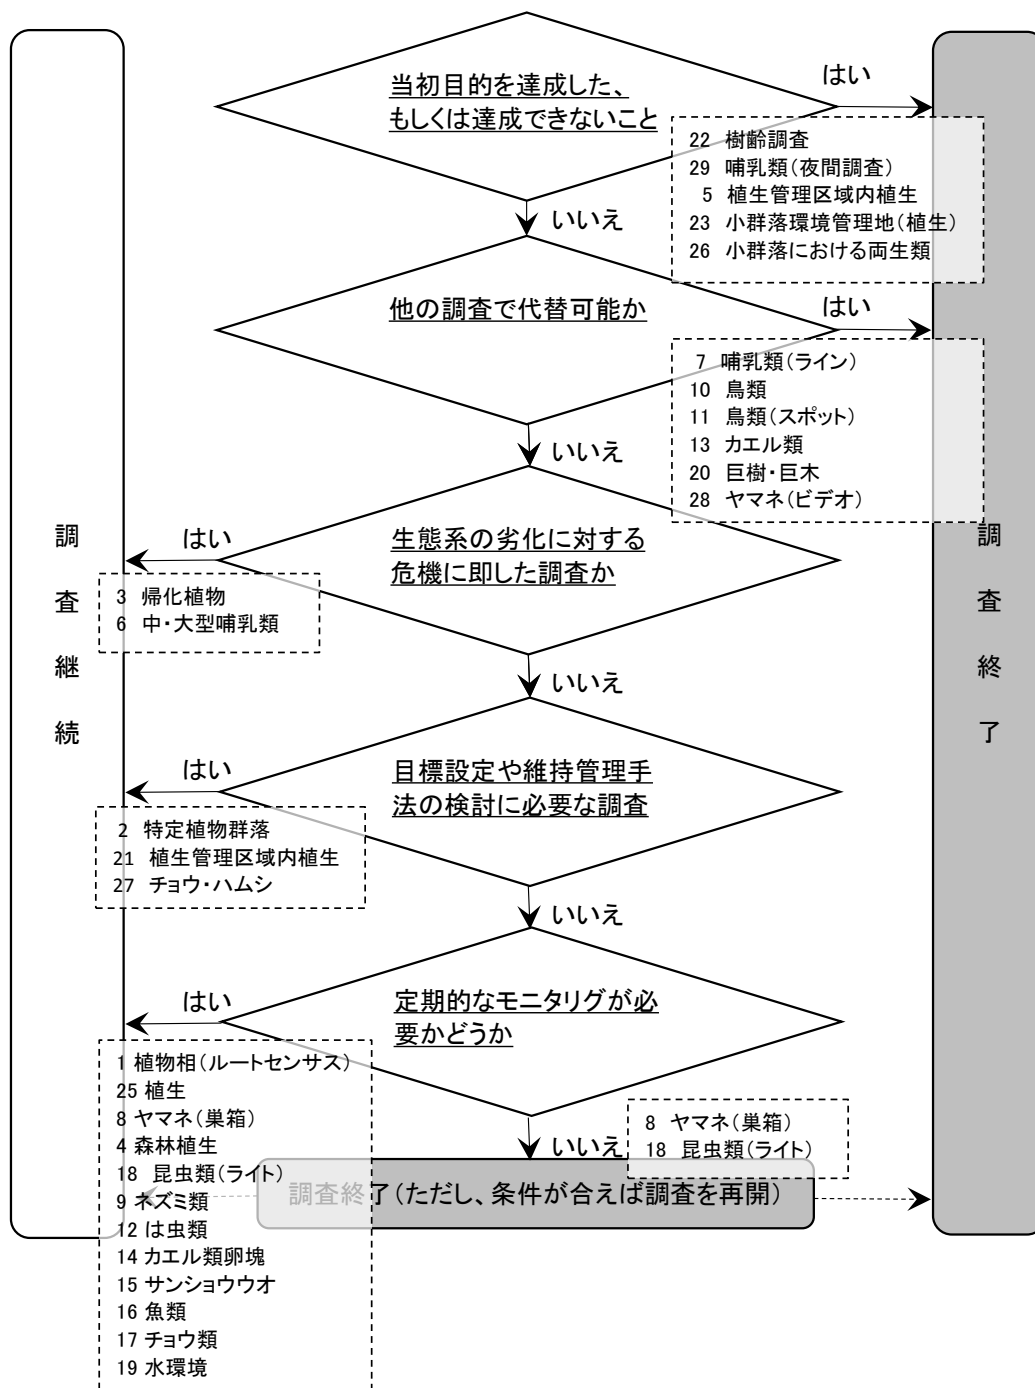 当初目的を達成した、
もしくは達成できないこと
はい
22 樹齢調査
29 哺乳類(夜間調査)
5 植生管理区域内植生
23 小群落環境管理地(植生)
26 小群落における両生類
いいえ
他の調査で代替可能か
はい
7 哺乳類(ライン)
10 鳥類
11 鳥類(スポット)
13 カエル類
20 巨樹・巨木
28 ヤマネ(ビデオ)
いいえ
生態系の劣化に対する
危機に即した調査か
はい
3 帰化植物
6 中・大型哺乳類
いいえ
目標設定や維持管理手
法の検討に必要な調査
はい
2 特定植物群落
21 植生管理区域内植生
27 チョウ・ハムシ
いいえ
定期的なモニタリグが必
要かどうか
はい
1 植物相(ルートセンサス)
25 植生
8 ヤマネ(巣箱)
4 森林植生
18 昆虫類(ライト)
9 ネズミ類
12 は虫類
14 カエル類卵塊
15 サンショウウオ
16 魚類
17 チョウ類
19 水環境
いいえ
8 ヤマネ(巣箱)
18 昆虫類(ライト)
調査終了(ただし、条件が合えば調査を再開)
調査継続
調査終了